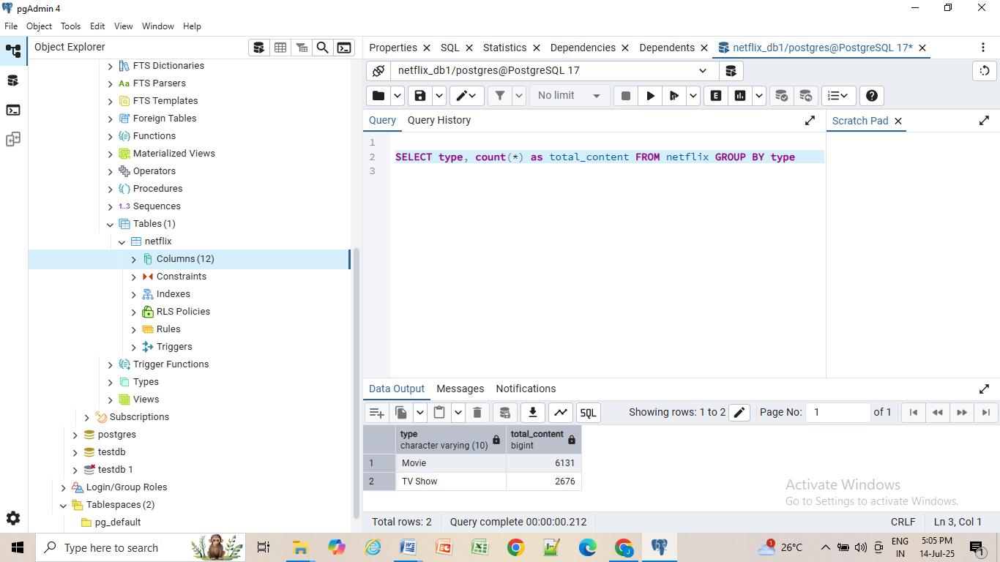 pgAdmin 4
File Object Tools Edit View Window Help
Object Explorer
FTS Dictionaries
Aa FTS Parsers
FTS Templates
Foreign Tables
Functions
Materialized Views
Operators
Procedures
1..3 Sequences
Tables (1)
netflix
Columns (12)
Constraints
Indexes
RLS Policies
Rules
Triggers
Trigger Functions
Types
Views
Subscriptions
postgres
testdb
testdb 1
Login/Group Roles
Tablespaces (2)
pg_default
Properties SQL Statistics Dependencies Dependents netflix_db1/postgres@PostgreSQL 17*
netflix_db1/postgres@PostgreSQL 17
No limit E
Query Query History
Scratch Pad
1
2 SELECT type, count(*) as total_content FROM netflix GROUP BY type
3
Data Output Messages Notifications
SQL Showing rows: 1 to 2 Page No: 1 of 1
type total_content
character varying (10) bigint
1 Movie 6131
2 TV Show 2676
Activate Windows
Go to Settings to activate Windows.
Total rows: 2 Query complete 00:00:00.212 CRLF Ln 3, Col 1
Type here to search
1 26°C
ENG
IN
5:05 PM
14-Jul-25
1